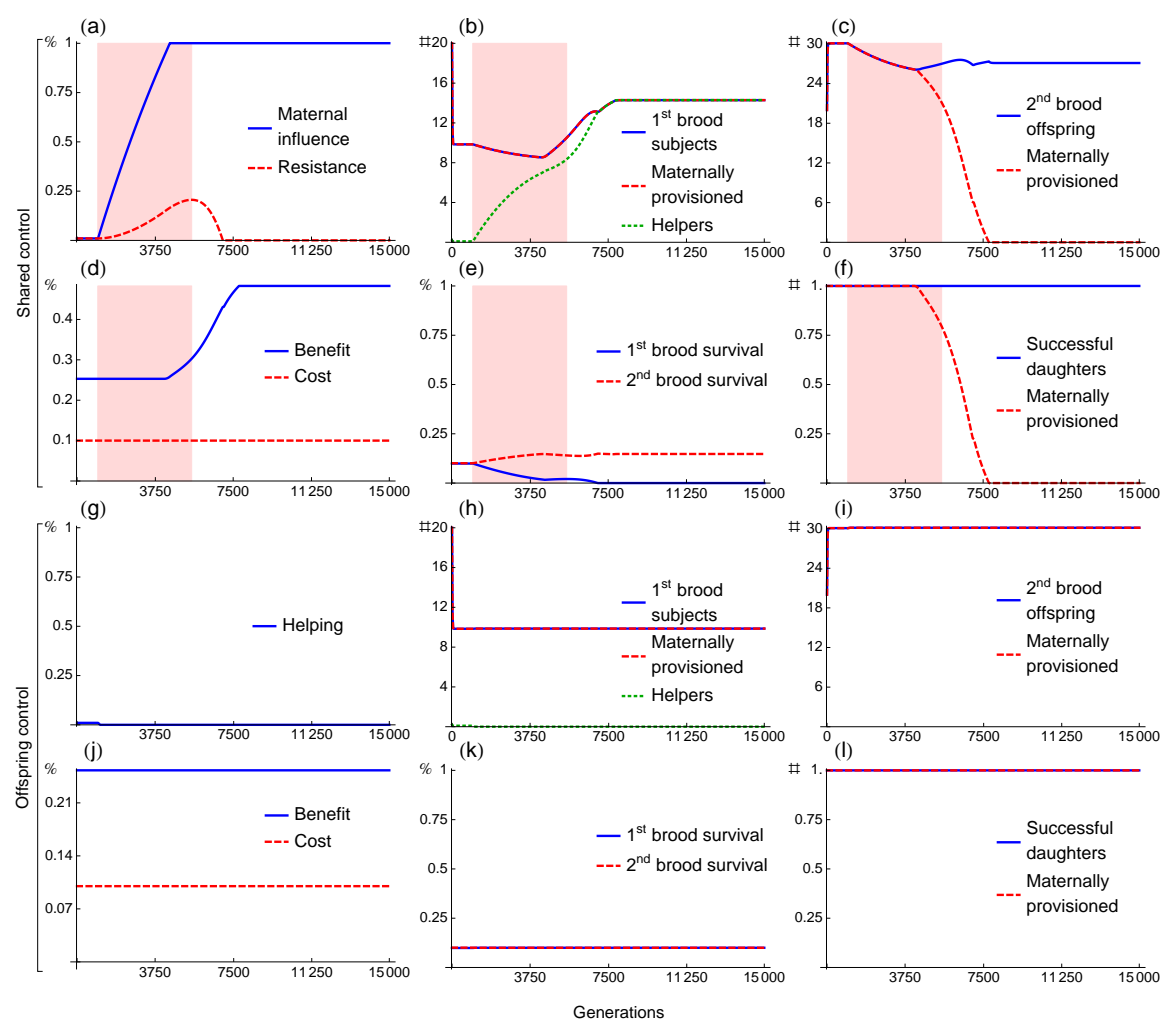 Shared control
(a)
%
1
0.75
0.5
0.25
3750 7500 11 250 15 000
Maternal
influence
Resistance
(b)
#
20
16
12
8
4
0 3750 7500 11 250 15 000
1st brood
subjects
Maternally
provisioned
Helpers
(c)
#
30
24
18
12
6
0 3750 7500 11 250 15 000
2nd brood
offspring
Maternally
provisioned
(d)
%
0.4
0.3
0.2
0.1
3750 7500 11 250 15 000
Benefit
Cost
(e)
%
1
0.75
0.5
0.25
3750 7500 11 250 15 000
1st brood survival
2nd brood survival
(f)
#
1.
0.75
0.5
0.25
3750 7500 11 250 15 000
Successful
daughters
Maternally
provisioned
Offspring control
(g)
%
1
0.75
0.5
0.25
3750 7500 11 250 15 000
Helping
(h)
#
20
16
12
8
4
0 3750 7500 11 250 15 000
1st brood
subjects
Maternally
provisioned
Helpers
(i)
#
30
24
18
12
6
0 3750 7500 11 250 15 000
2nd brood
offspring
Maternally
provisioned
(j)
%
0.21
0.14
0.07
3750 7500 11 250 15 000
Benefit
Cost
(k)
%
1
0.75
0.5
0.25
3750 7500 11 250 15 000
1st brood survival
2nd brood survival
(l)
#
1.
0.75
0.5
0.25
3750 7500 11 250 15 000
Successful
daughters
Maternally
provisioned
Generations